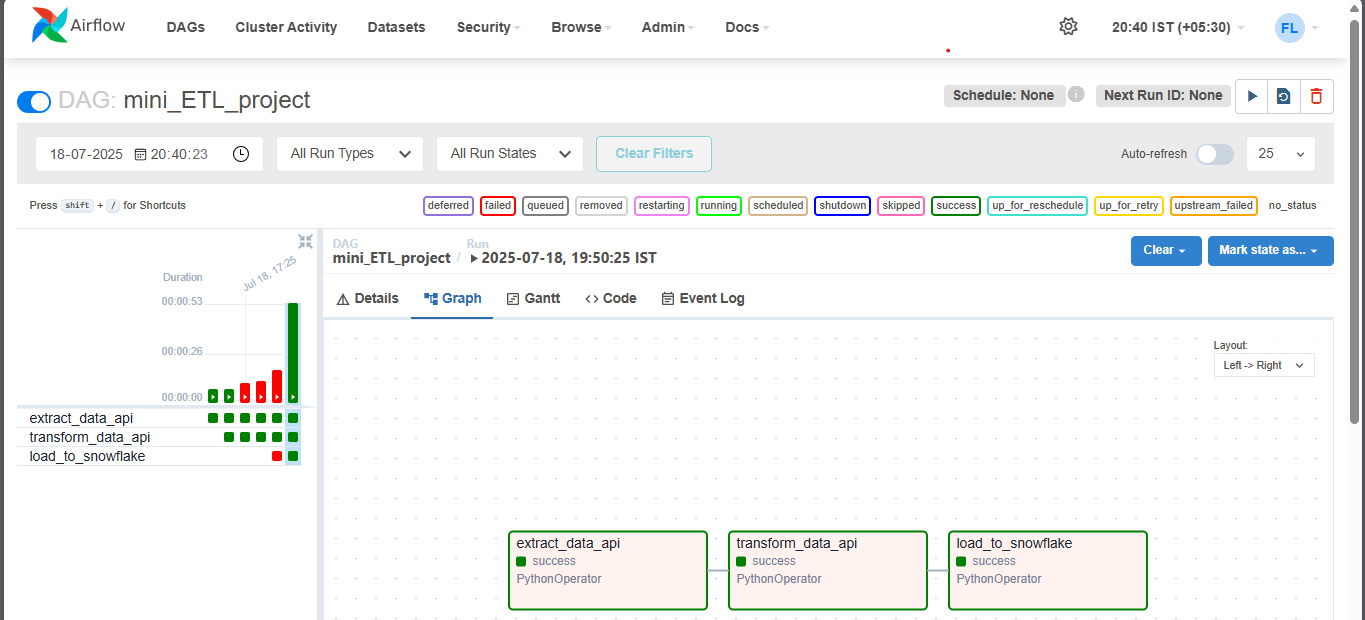 Airflow DAGs Cluster Activity Datasets Security Browse Admin Docs 20:40 IST (+05:30) FL
DAG: mini_ETL_project Schedule: None i Next Run ID: None
18-07-2025 20:40:23 All Run Types All Run States Clear Filters Auto-refresh 25
Press shift + / for Shortcuts deferred failed queued removed restarting running scheduled shutdown skipped success up_for_reschedule up_for_retry upstream_failed no_status
DAG Run
mini_ETL_project / 2025-07-18, 19:50:25 IST Clear Mark state as...
Jul 18, 17:25
Duration
00:00:53
00:00:26
00:00:00
extract_data_api
transform_data_api
load_to_snowflake
Details Graph Gantt Code Event Log
Layout:
Left -> Right
extract_data_api
success
PythonOperator
transform_data_api
success
PythonOperator
load_to_snowflake
success
PythonOperator